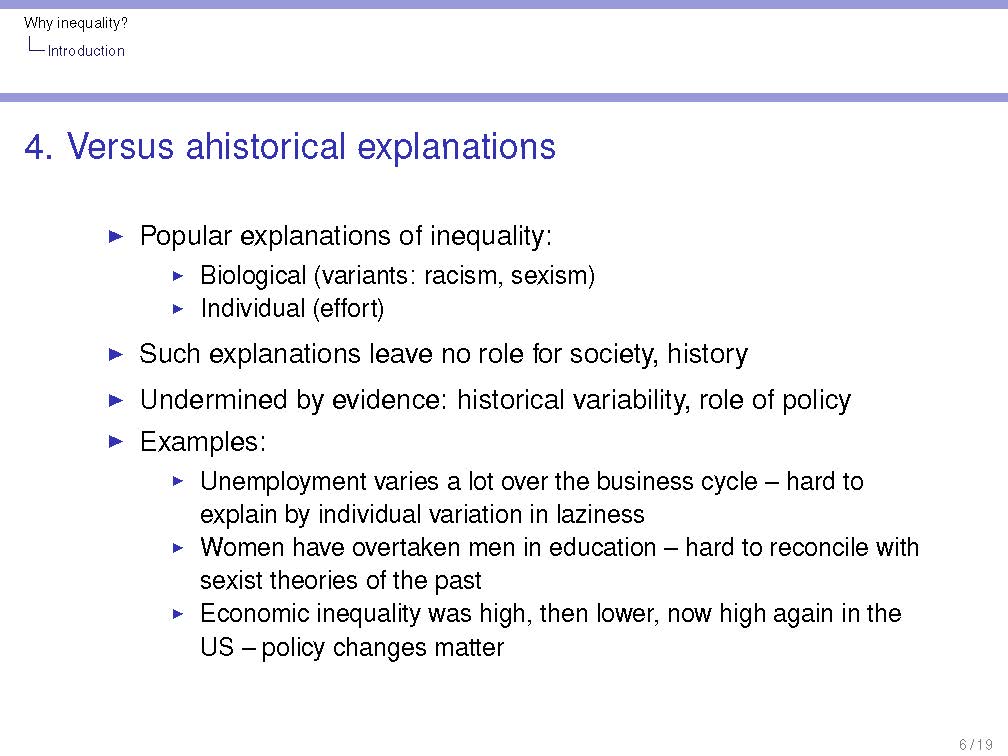 Why inequality?
Introduction
4. Versus ahistorical explanations
Popular explanations of inequality:
Biological (variants: racism, sexism)
Individual (effort)
Such explanations leave no role for society, history
Undermined by evidence: historical variability, role of policy
Examples:
Unemployment varies a lot over the business cycle – hard to
explain by individual variation in laziness
Women have overtaken men in education – hard to reconcile with
sexist theories of the past
Economic inequality was high, then lower, now high again in the
US – policy changes matter
6 / 19